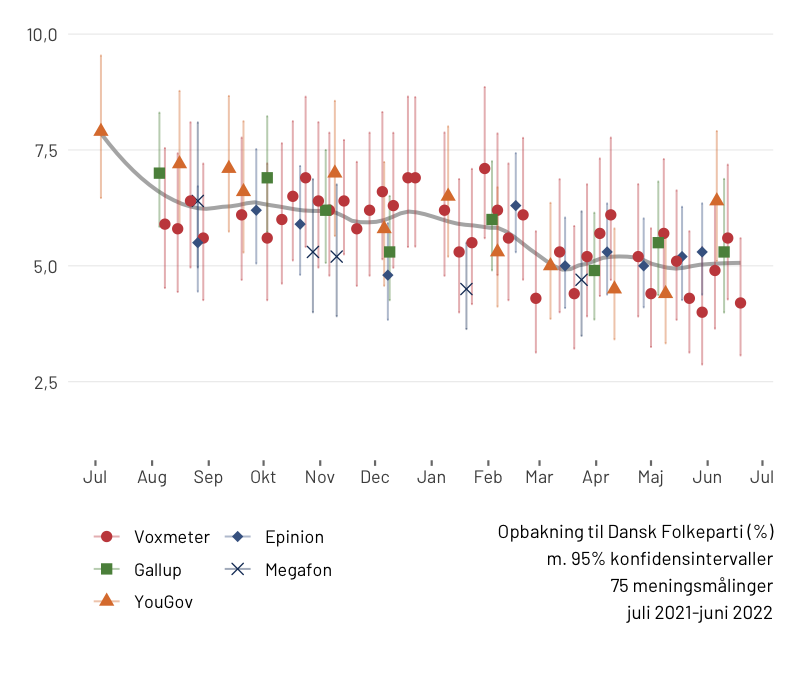 10,0
7,5
5,0
2,5
Jul Aug Sep Okt Nov Dec Jan Feb Mar Apr Maj Jun Jul
Voxmeter Epinion
Gallup Megafon
YouGov
Opbakning til Dansk Folkeparti (%)
m. 95% konfidensintervaller
75 meningsmålinger
juli 2021-juni 2022